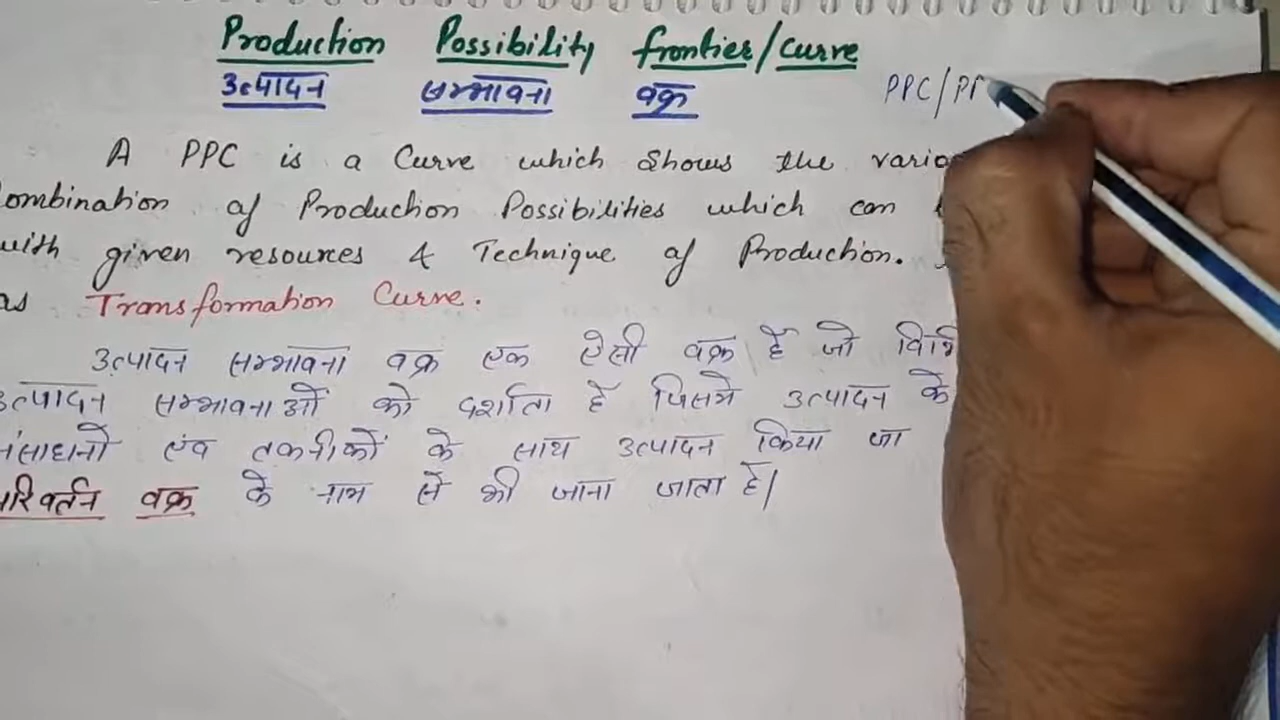 Production Possibility frontier/Curve
उत्पादन सम्भावना वक्र
PPC/PF
A PPC is a Curve which Shows the vario
ombination of Production Possibilities which can
with given resources & Technique of Production.
as Transformation Curve.
उत्पादन सम्भावना वक्र एक ऐसी वक्र है जो विभि
उत्पादन सम्भावनाओं को दर्शाता है जिसमे उत्पादन के
संसाधनों एंव तकनीकों के साथ उत्पादन किया जा
परिवर्तन वक्र के नाम से भी जाना जाता है।